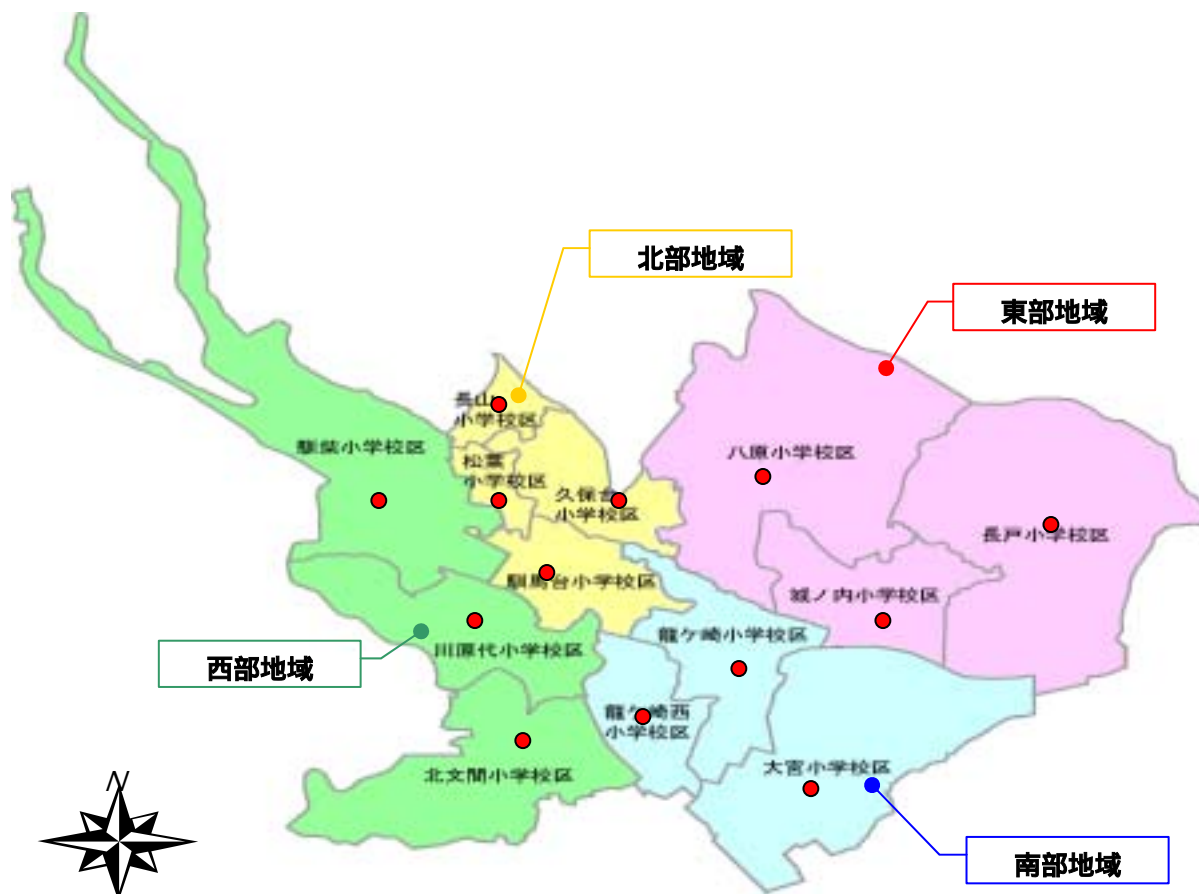 北部地域
東部地域
長山
小学校区
馴柴小学校区
松葉
小学校区
八原小学校区
久保台
小学校区
長戸小学校区
馴馬台小学校区
城ノ内小学校区
龍ケ崎小学校区
川原代小学校区
西部地域
龍ケ崎西
小学校区
北文間小学校区
大宮小学校区
N
南部地域